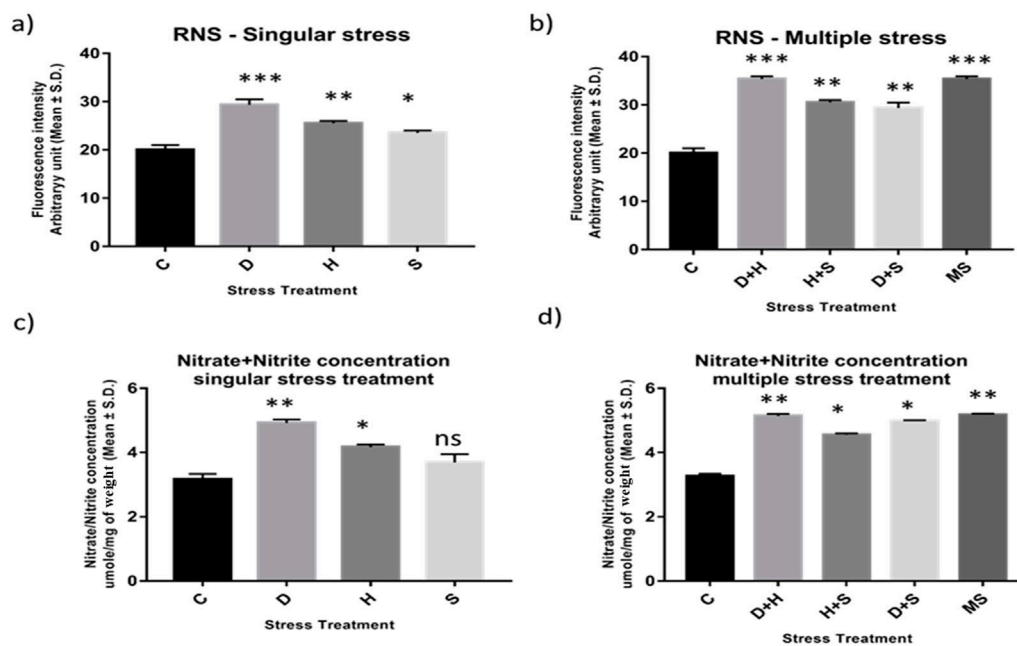 a)
RNS - Singular stress
Fluorescence intensity
Arbitraryy unit (Mean ± S.D.)
40
30
20
10
0
***
**
*
C
D
H
S
Stress Treatment
b)
RNS - Multiple stress
Fluorescence intensity
Arbitraryy unit (Mean ± S.D.)
40
30
20
10
0
***
**
**
***
C
D+H
H+S
D+S
MS
Stress Treatment
c)
Nitrate+Nitrite concentration
singular stress treatment
Nitrate/Nitrite concentration
umole/mg of weight (Mean ± S.D.)
6
4
2
0
**
*
ns
C
D
H
S
Stress Treatment
d)
Nitrate+Nitrite concentration
multiple stress treatment
Nitrate/Nitrite concentration
umole/mg of weight (Mean ± S.D.)
6
4
2
0
**
*
*
**
C
D+H
H+S
D+S
MS
Stress Treatment